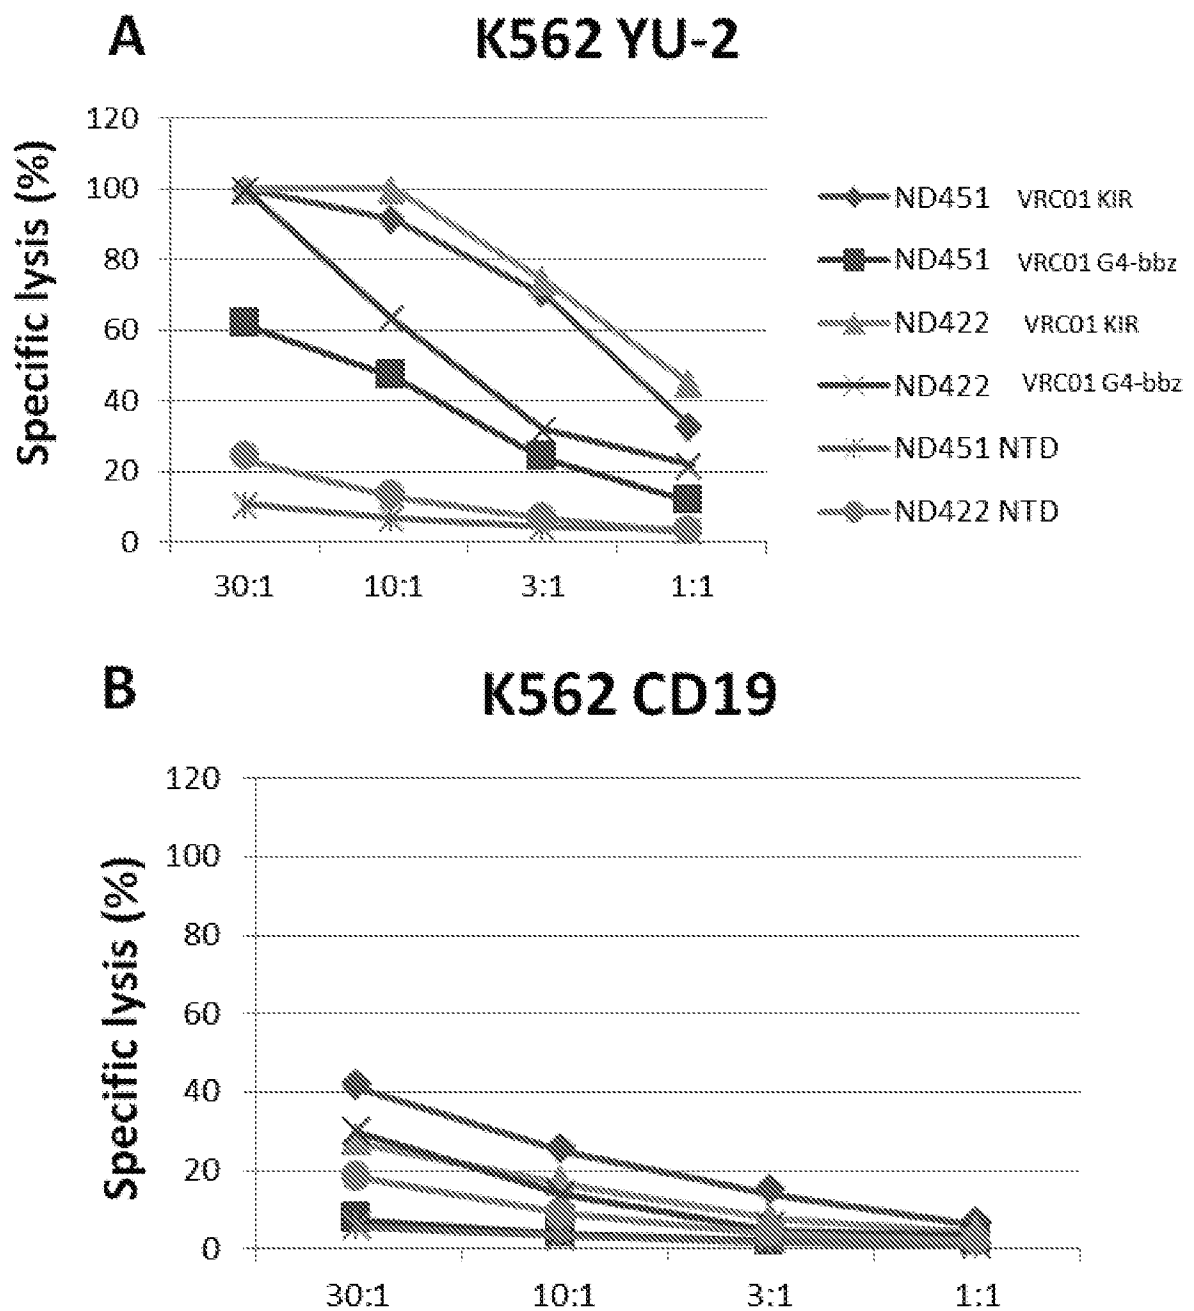 A
K562 YU-2
Specific lysis (%)
120
100
80
60
40
20
0
30:1 10:1 3:1 1:1
ND451 VRC01 KIR
ND451 VRC01 G4-bbz
ND422 VRC01 KIR
ND422 VRC01 G4-bbz
ND451 NTD
ND422 NTD
B
K562 CD19
Specific lysis (%)
120
100
80
60
40
20
0
30:1 10:1 3:1 1:1